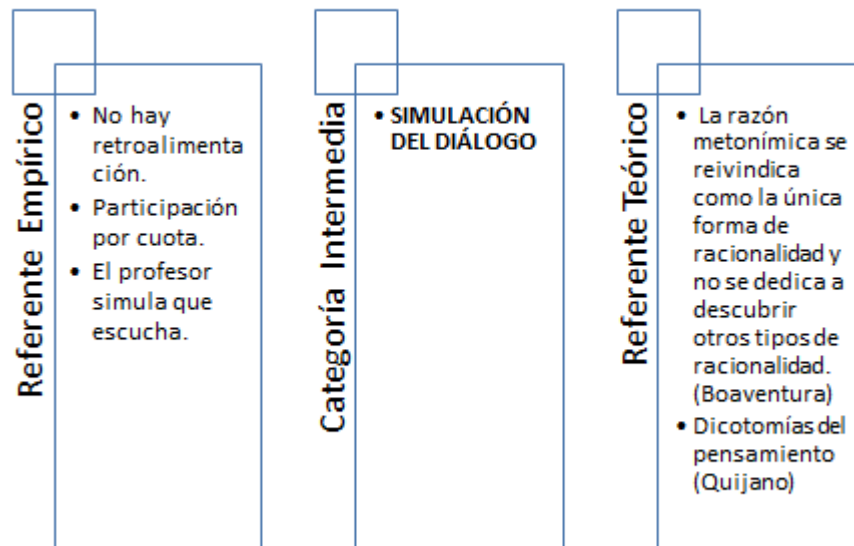 Referente Empírico
• No hay
retroalimenta
ción.
• Participación
por cuota.
• El profesor
simula que
escucha.
Categoría Intermedia
• SIMULACIÓN
DEL DIÁLOGO
Referente Teórico
• La razón
metonímica se
reivindica
como la única
forma de
racionalidad y
no se dedica a
descubrir
otros tipos de
racionalidad.
(Boaventura)
• Dicotomías del
pensamiento
(Quijano)